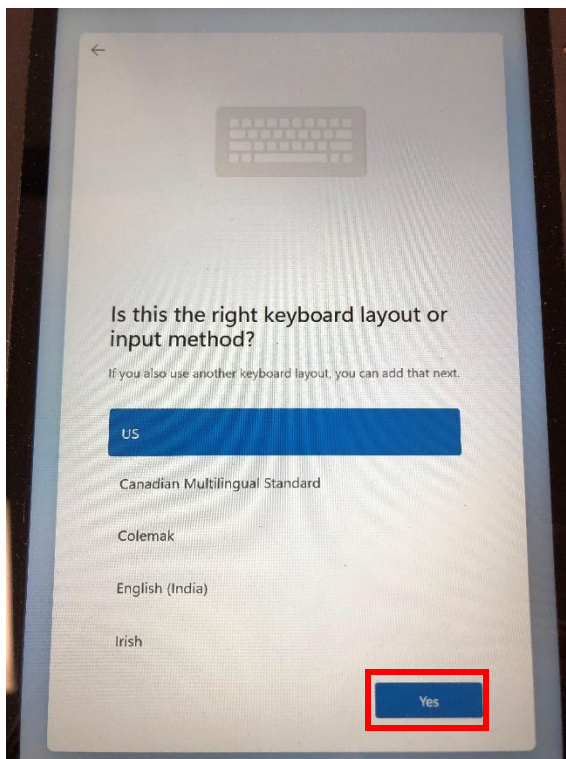 Is this the right keyboard layout or
input method?
If you also use another keyboard layout, you can add that next.
US
Canadian Multilingual Standard
Colemak
English (India)
Irish
Yes